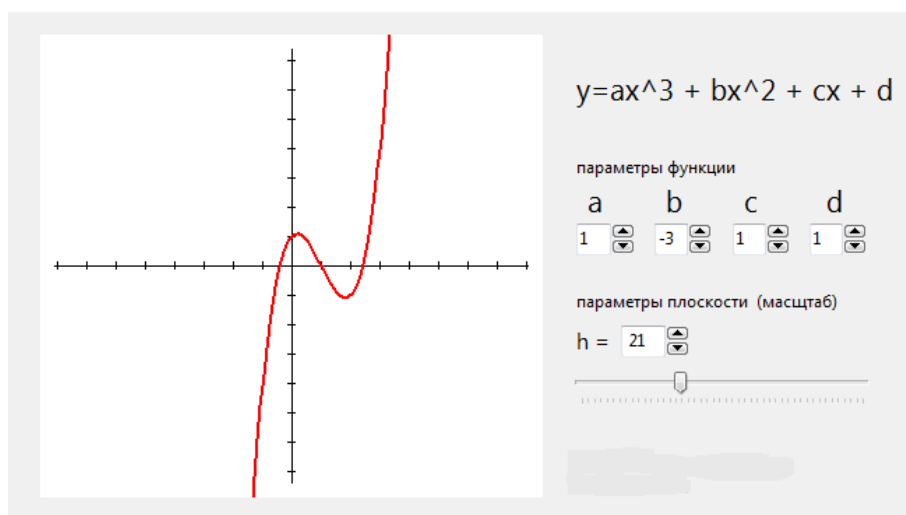 y=ax^3 + bx^2 + cx + d
параметры функции
a b c d
1 -3 1 1
параметры плоскости (масщтаб)
h = 21